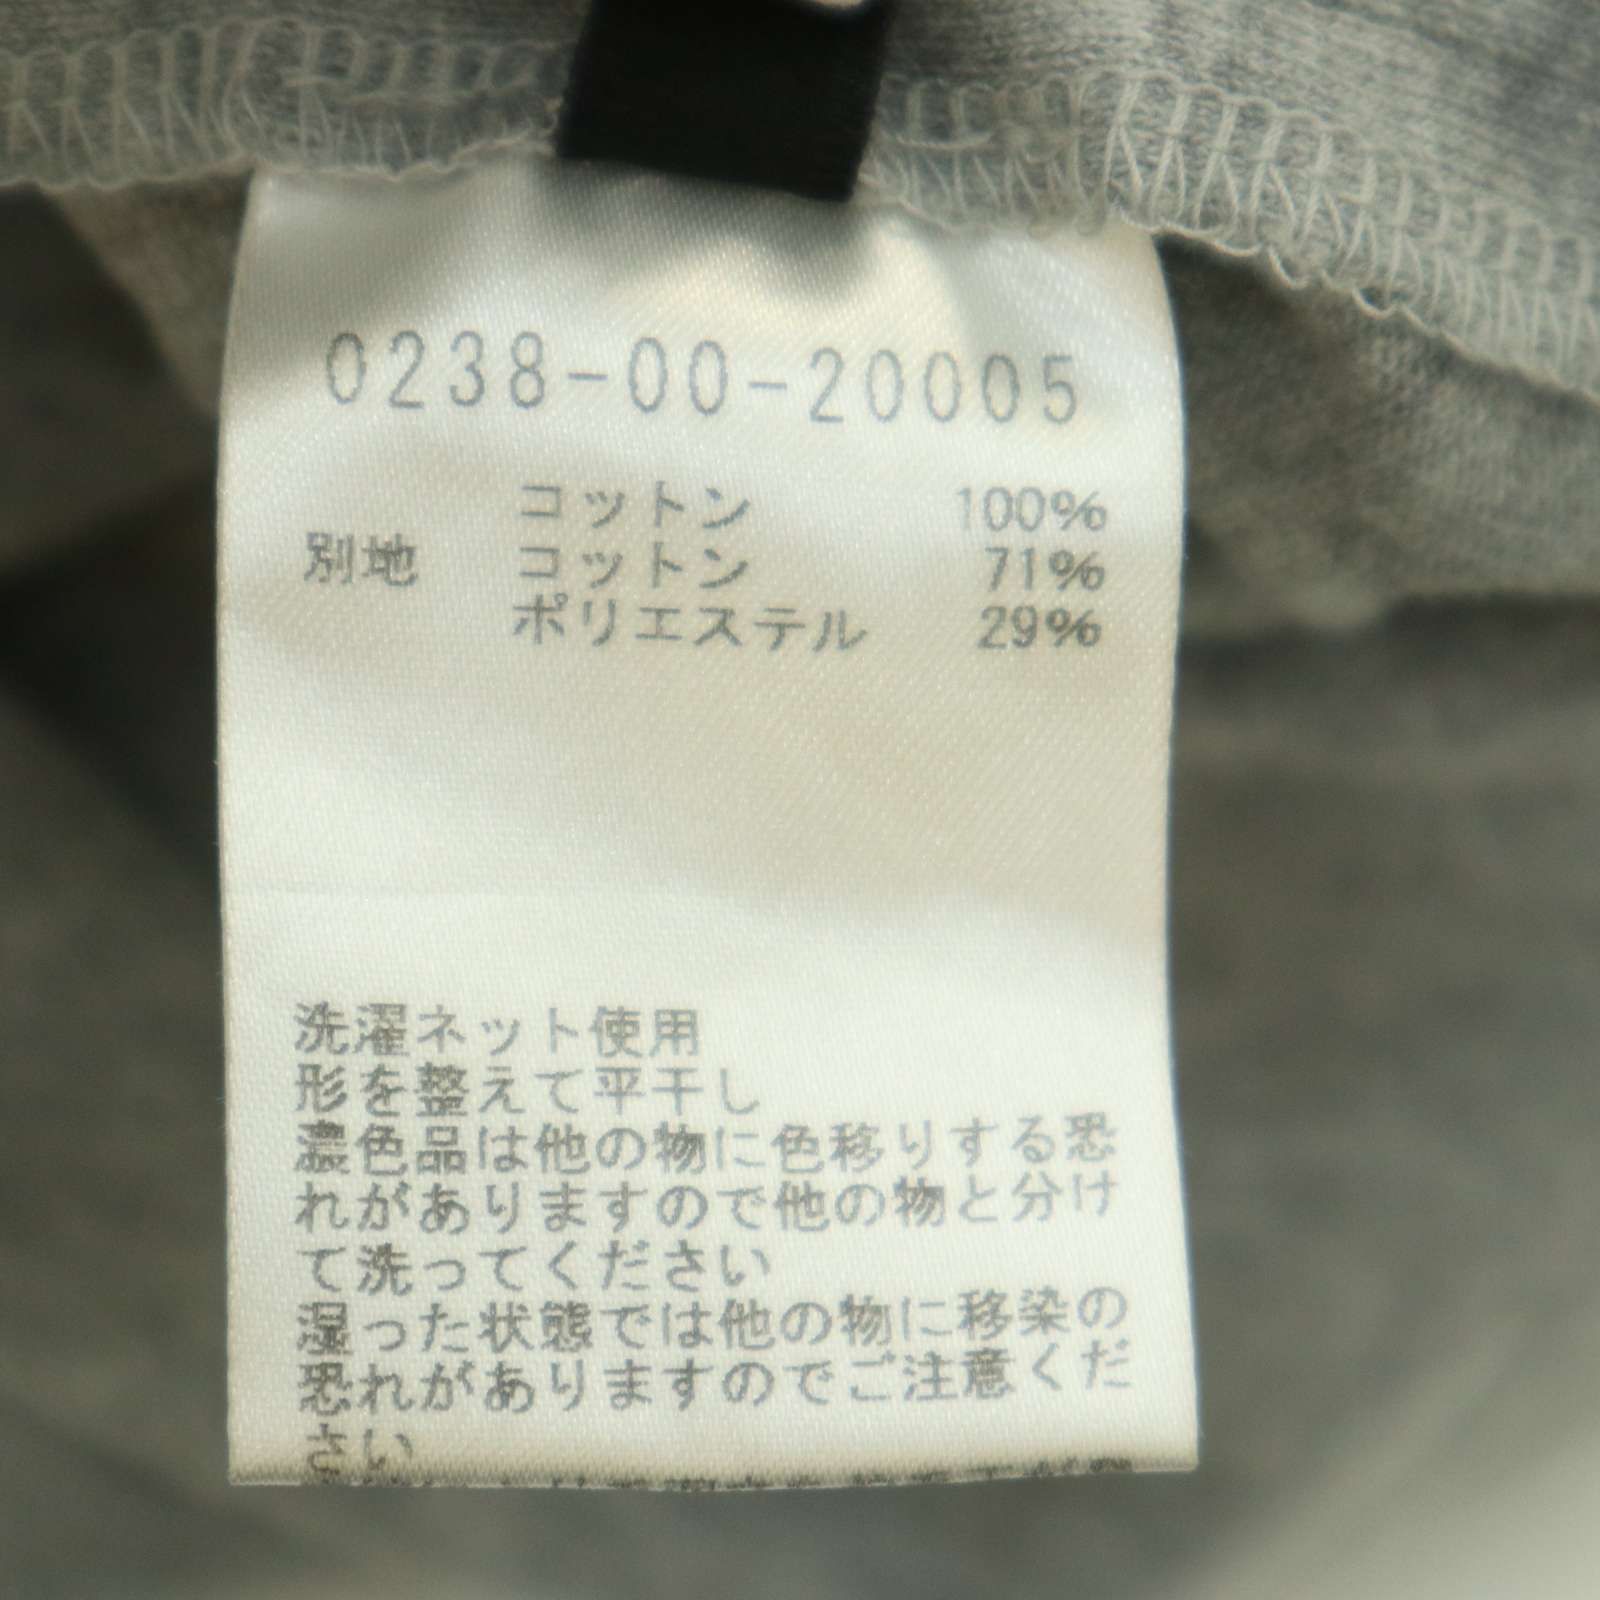 0238-00-20005
コットン 100%
別地 コットン 71%
ポリエステル 29%
洗濯ネット使用
形を整えて平干し
濃色品は他の物に色移りする恐
れがありますので他の物と分け
て洗ってください
湿った状態では他の物に移染の
恐れがありますのでご注意くだ
さい